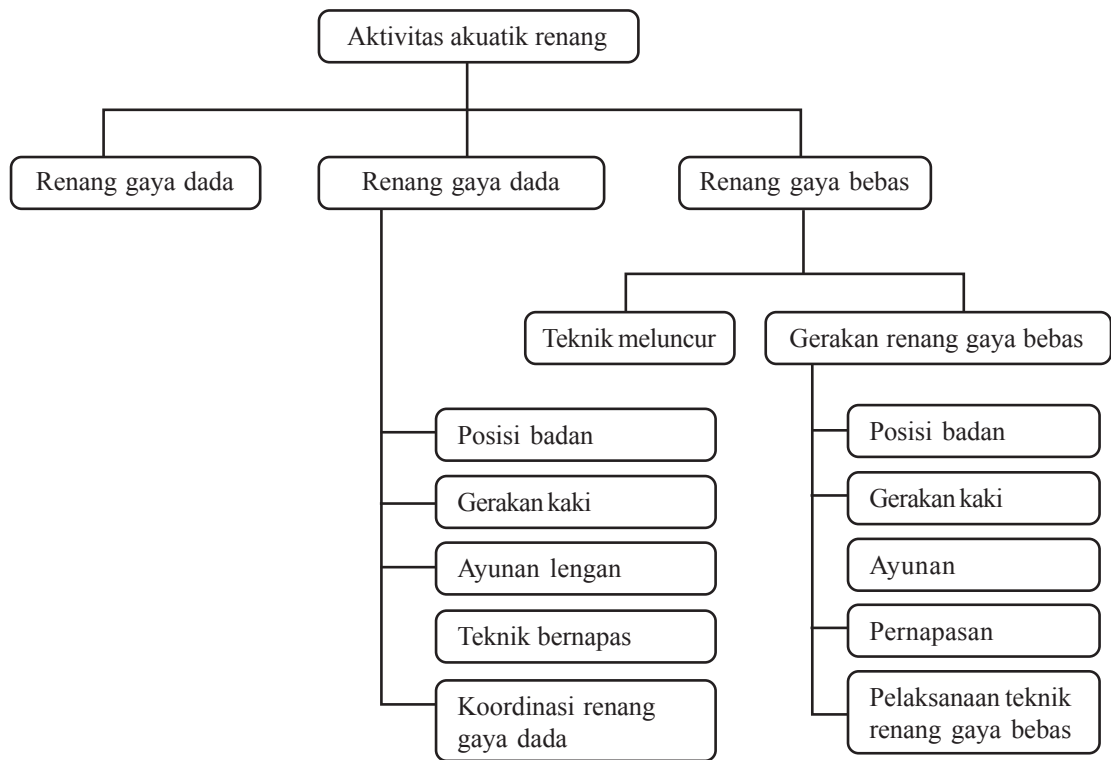 Aktivitas akuatik renang
Renang gaya dada
Renang gaya dada
Renang gaya bebas
Teknik meluncur
Gerakan renang gaya bebas
Posisi badan
Gerakan kaki
Ayunan lengan
Teknik bernapas
Koordinasi renang
gaya dada
Posisi badan
Gerakan kaki
Ayunan
Pernapasan
Pelaksanaan teknik
renang gaya bebas